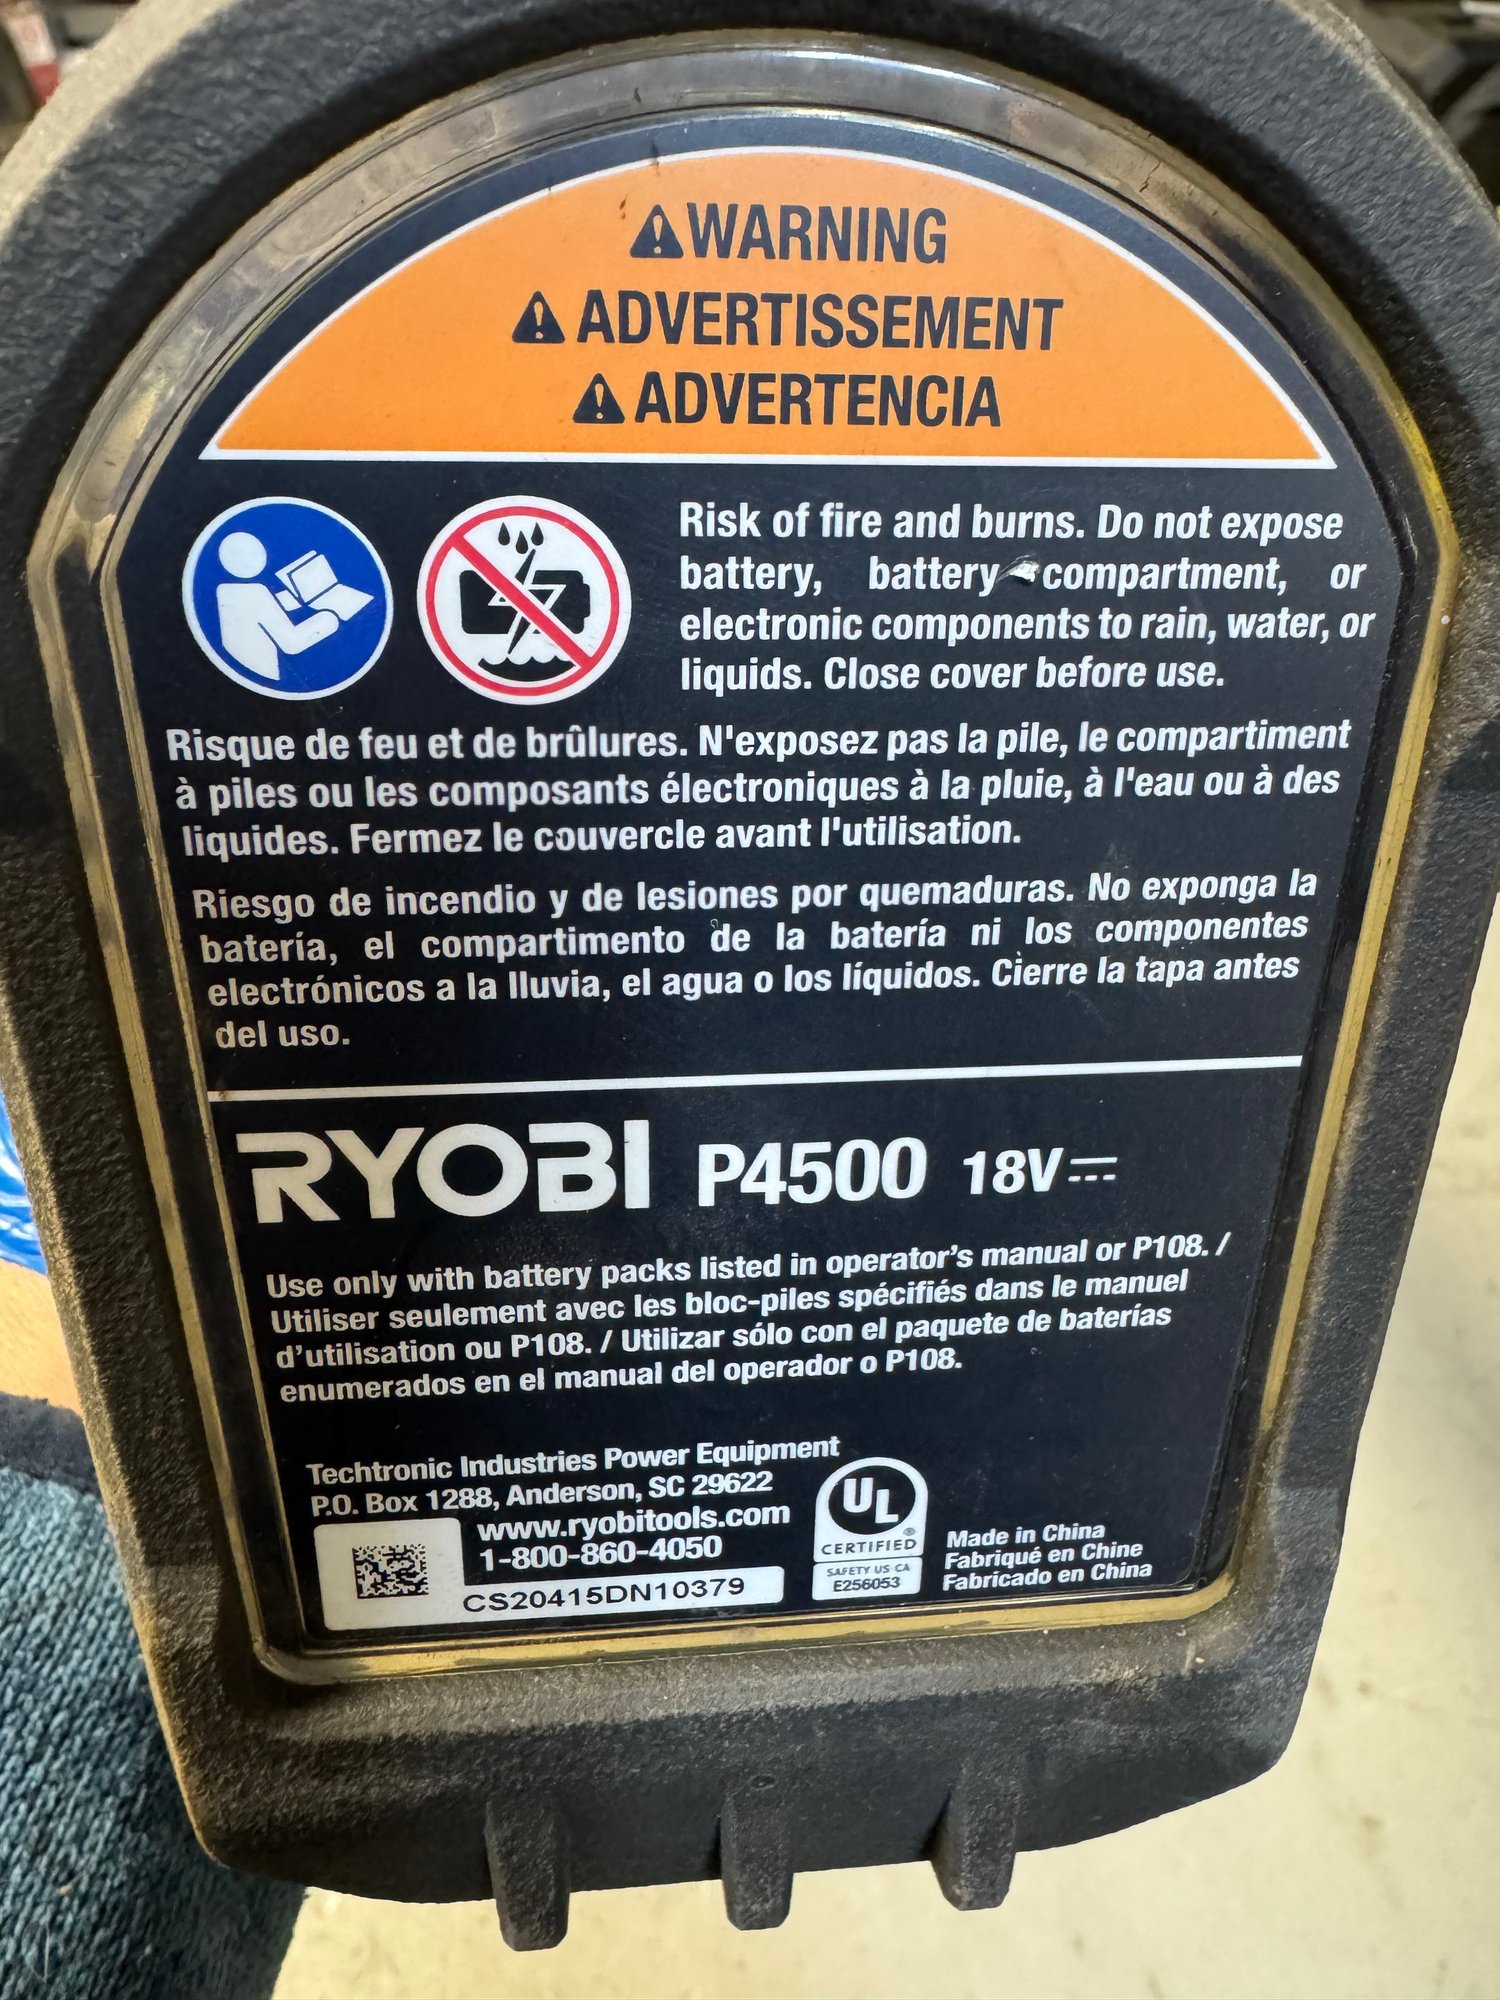 WARNING
ADVERTISSEMENT
ADVERTENCIA
Risk of fire and burns. Do not expose
battery, battery compartment, or
electronic components to rain, water, or
liquids. Close cover before use.
Risque de feu et de brûlures. N'exposez pas la pile, le compartiment
à piles ou les composants électroniques à la pluie, à l'eau ou à des
liquides. Fermez le couvercle avant l'utilisation.
Riesgo de incendio y de lesiones por quemaduras. No exponga la
batería, el compartimento de la batería ni los componentes
electrónicos a la lluvia, el agua o los líquidos. Cierre la tapa antes
del uso.
RYOBI P4500 18V
Use only with battery packs listed in operator's manual or P108. /
Utiliser seulement avec les bloc-piles spécifiés dans le manuel
d'utilisation ou P108. / Utilizar sólo con el paquete de baterías
enumerados en el manual del operador o P108.
Techtronic Industries Power Equipment
P.O. Box 1288, Anderson, SC 29622
www.ryobitools.com
1-800-860-4050
CS20415DN10379
UL
®
CERTIFIED
SAFETY US-CA
E256053
Made in China
Fabriqué en Chine
Fabricado en China